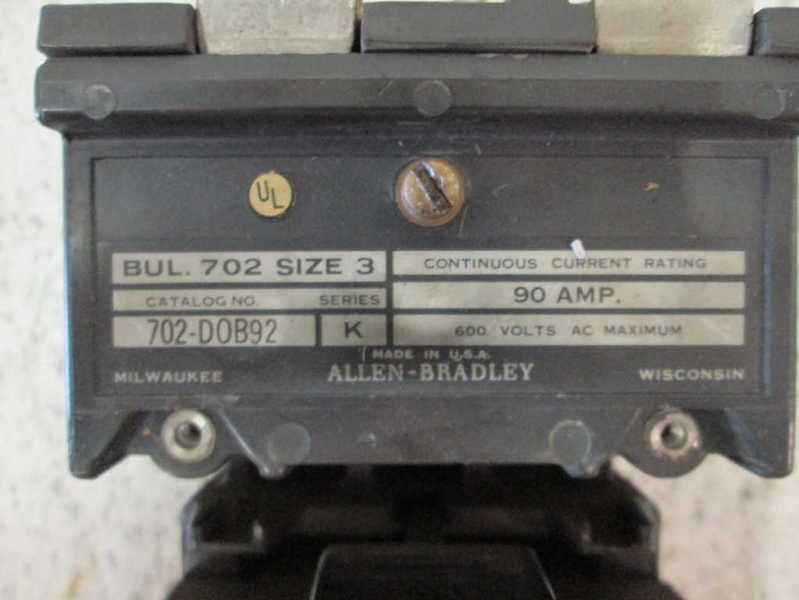 UL
BUL. 702 SIZE 3
CONTINUOUS CURRENT RATING
CATALOG NO. SERIES
90 AMP.
702-DOB92 K
600 VOLTS AC MAXIMUM
MADE IN U.S.A.
MILWAUKEE ALLEN-BRADLEY WISCONSIN